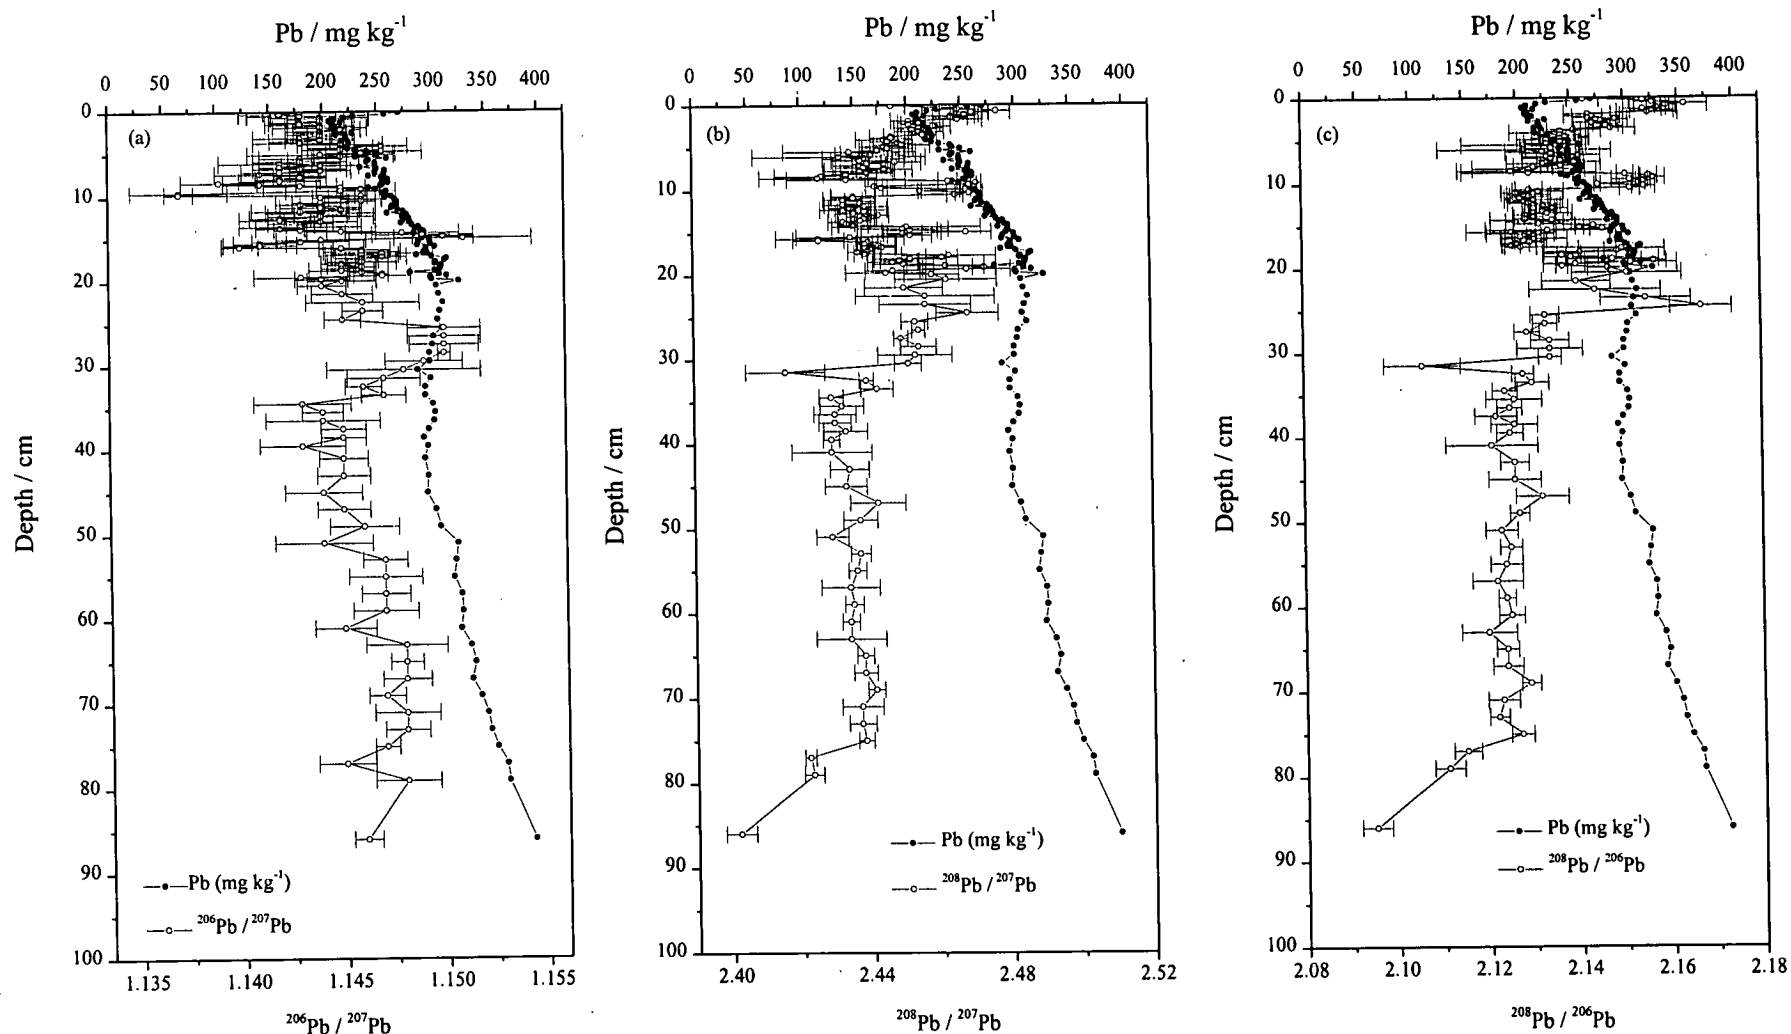 Pb / mg kg⁻¹
0 50 100 150 200 250 300 350 400
(a)
Depth / cm
0
10
20
30
40
50
60
70
80
90
100
Pb (mg kg⁻¹)
²⁰⁶Pb / ²⁰⁷Pb
1.135 1.140 1.145 1.150 1.155
²⁰⁶Pb / ²⁰⁷Pb
Pb / mg kg⁻¹
0 50 100 150 200 250 300 350 400
(b)
Depth / cm
0
10
20
30
40
50
60
70
80
90
100
Pb (mg kg⁻¹)
²⁰⁸Pb / ²⁰⁷Pb
2.40 2.44 2.48 2.52
²⁰⁸Pb / ²⁰⁷Pb
Pb / mg kg⁻¹
0 50 100 150 200 250 300 350 400
(c)
Depth / cm
0
10
20
30
40
50
60
70
80
90
100
Pb (mg kg⁻¹)
²⁰⁸Pb / ²⁰⁶Pb
2.08 2.10 2.12 2.14 2.16 2.18
²⁰⁸Pb / ²⁰⁶Pb